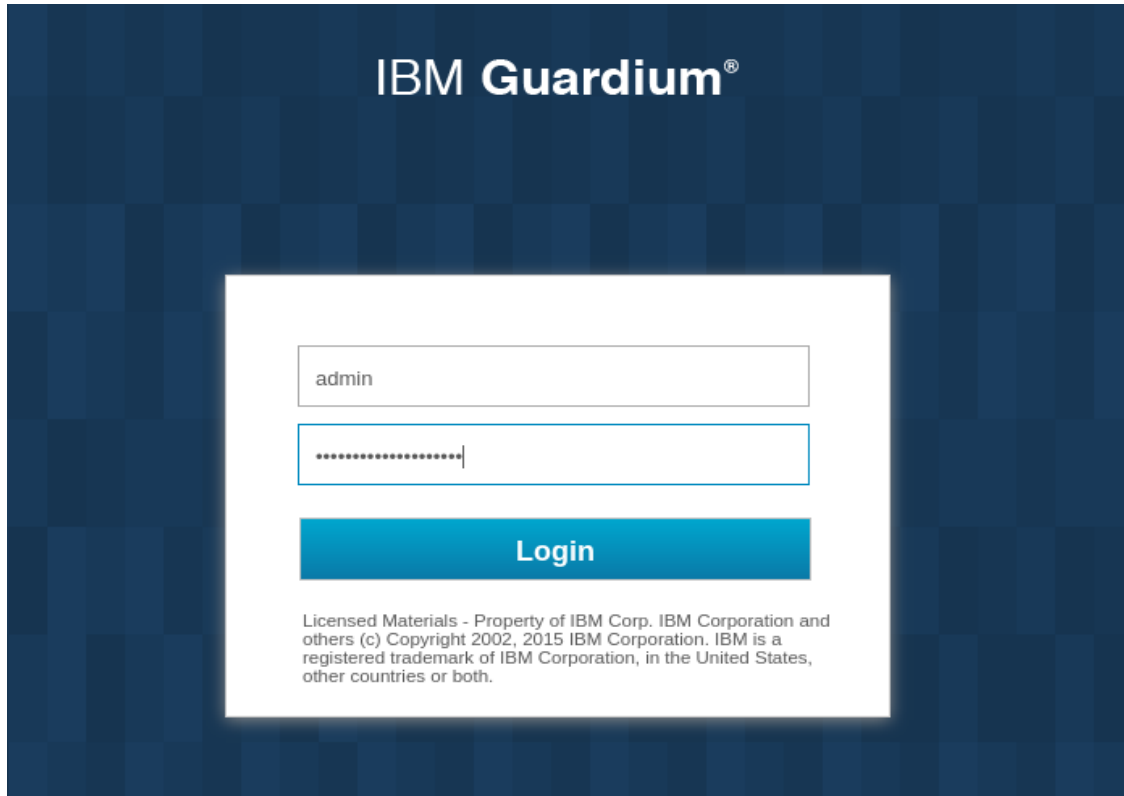 IBM Guardium®
admin
••••••••••••••••••••
Login
Licensed Materials - Property of IBM Corp. IBM Corporation and
others (c) Copyright 2002, 2015 IBM Corporation. IBM is a
registered trademark of IBM Corporation, in the United States,
other countries or both.